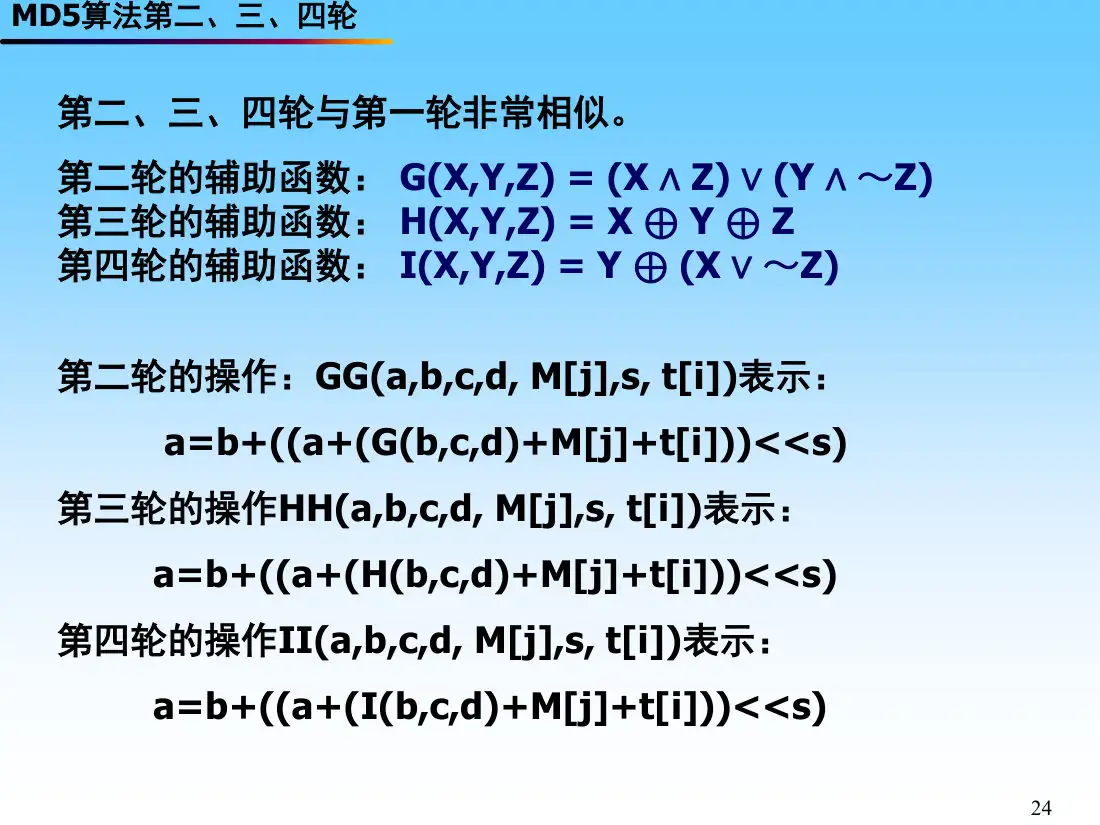 MD5算法第二、三、四轮
第二、三、四轮与第一轮非常相似。
第二轮的辅助函数： G(X,Y,Z) = (X ∧ Z) ∨ (Y ∧ ～Z)
第三轮的辅助函数： H(X,Y,Z) = X ⊕ Y ⊕ Z
第四轮的辅助函数： I(X,Y,Z) = Y ⊕ (X ∨ ～Z)
第二轮的操作：GG(a,b,c,d, M[j],s, t[i])表示：
a=b+((a+(G(b,c,d)+M[j]+t[i]))<<s)
第三轮的操作HH(a,b,c,d, M[j],s, t[i])表示：
a=b+((a+(H(b,c,d)+M[j]+t[i]))<<s)
第四轮的操作II(a,b,c,d, M[j],s, t[i])表示：
a=b+((a+(I(b,c,d)+M[j]+t[i]))<<s)
24